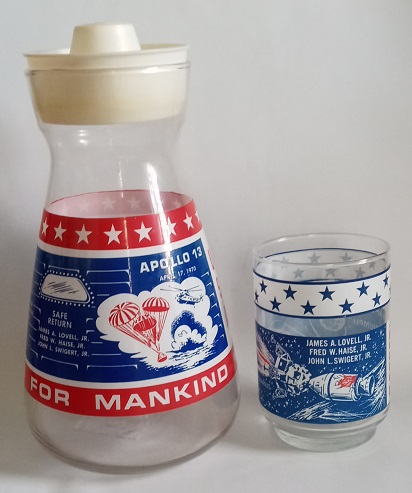 APOLLO 13
APRIL 17, 1970
SAFE
RETURN
JAMES A. LOVELL, JR.
FRED W. HAISE, JR.
JOHN L. SWIGERT, JR.
FOR MANKIND
JAMES A. LOVELL, JR.
FRED W. HAISE, JR.
JOHN L. SWIGERT, JR.